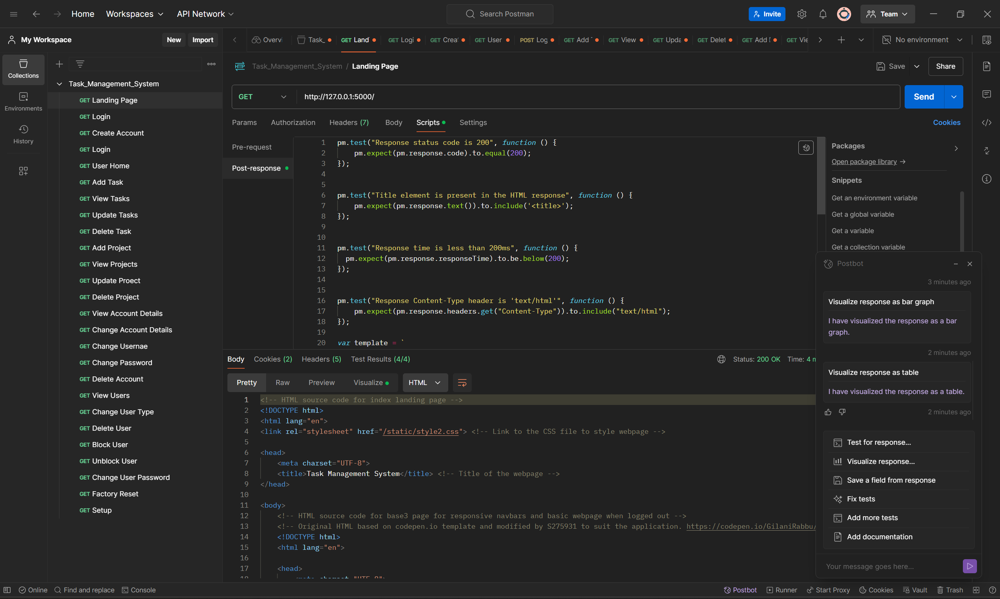 Home Workspaces API Network Search Postman Invite Team
My Workspace New Import Overvi Task_ GET Land GET Logi GET Crea GET User POST Log GET Add GET View GET Upda GET Delet GET Add GET Vie No environment
Collections
Environments
History
Task_Management_System
GET Landing Page
GET Login
GET Create Account
GET Login
GET User Home
GET Add Task
GET View Tasks
GET Update Tasks
GET Delete Task
GET Add Project
GET View Projects
GET Update Proect
GET Delete Project
GET View Account Details
GET Change Account Details
GET Change Usernae
GET Change Password
GET Delete Account
GET View Users
GET Change User Type
GET Delete User
GET Block User
GET Unblock User
GET Change User Password
GET Factory Reset
GET Setup
HTTP Task_Management_System / Landing Page Save Share
GET http://127.0.0.1:5000/ Send
Params Authorization Headers (7) Body Scripts Settings Cookies
Pre-request
Post-response
1 pm.test("Response status code is 200", function () {
2 pm.expect(pm.response.code).to.equal(200);
3 });
4
5
6 pm.test("Title element is present in the HTML response", function () {
7 pm.expect(pm.response.text()).to.include('<title>');
8 });
9
10
11 pm.test("Response time is less than 200ms", function () {
12 pm.expect(pm.response.responseTime).to.be.below(200);
13 });
14
15
16 pm.test("Response Content-Type header is 'text/html'", function () {
17 pm.expect(pm.response.headers.get("Content-Type")).to.include("text/html");
18 });
19
20 var template = `
Packages
Open package library →
Snippets
Get an environment variable
Get a global variable
Get a variable
Get a collection variable
Body Cookies (2) Headers (5) Test Results (4/4) Status: 200 OK Time: 4 m
Pretty Raw Preview Visualize HTML
1 <!-- HTML source code for index landing page -->
2 <!DOCTYPE html>
3 <html lang="en">
4 <link rel="stylesheet" href="/static/style2.css"> <!-- Link to the CSS file to style webpage -->
5
6 <head>
7 <meta charset="UTF-8">
8 <title>Task Management System</title> <!-- Title of the webpage -->
9 </head>
10
11 <body>
12 <!-- HTML source code for base3 page for responsive navbars and basic webpage when logged out -->
13 <!-- Original HTML based on codepen.io template and modified by S275931 to suit the application. https://codepen.io/GilaniRabbu/
14 <!DOCTYPE html>
15 <html lang="en">
16
17 <head>
18 <meta charset="UTF-8">
Postbot
3 minutes ago
Visualize response as bar graph
I have visualized the response as a bar
graph.
2 minutes ago
Visualize response as table
I have visualized the response as a table.
2 minutes ago
Test for response...
Visualize response...
Save a field from response
Fix tests
Add more tests
Add documentation
Your message goes here...
Online Find and replace Console Postbot Runner Start Proxy Cookies Vault Trash